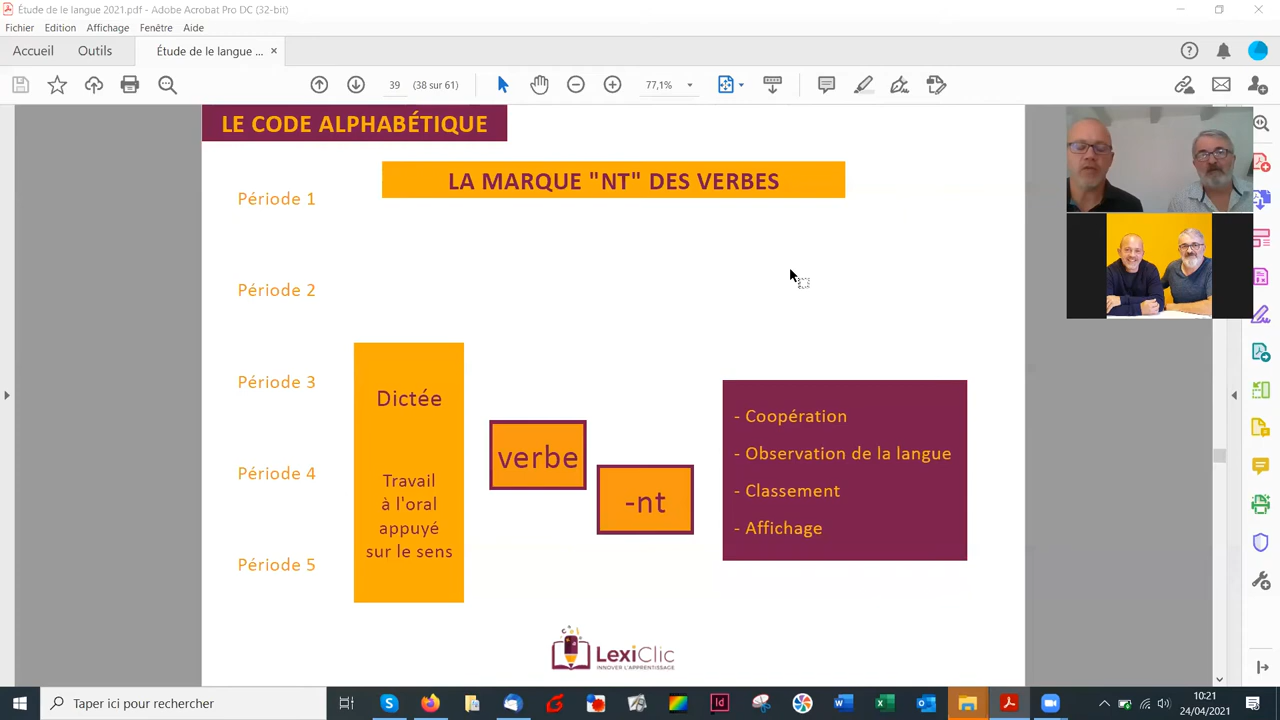 Étude de le langue 2021.pdf - Adobe Acrobat Pro DC (32-bit)
Fichier Edition Affichage Fenêtre Aide
Accueil Outils Étude de le langue ... ×
39 (38 sur 61) 77,1%
LE CODE ALPHABÉTIQUE
LA MARQUE "NT" DES VERBES
Période 1
Période 2
Période 3
Période 4
Période 5
Dictée
Travail
à l'oral
appuyé
sur le sens
verbe
-nt
- Coopération
- Observation de la langue
- Classement
- Affichage
LexiClic
INNOVER L'APPRENTISSAGE
Tapez ici pour rechercher
10:21
24/04/2021